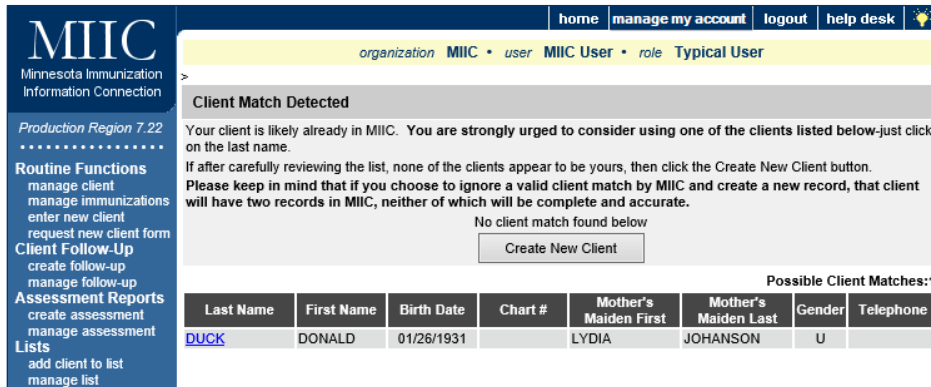 home manage my account logout help desk
MIIC
Minnesota Immunization
Information Connection
organization MIIC • user MIIC User • role Typical User
>
Production Region 7.22
Routine Functions
manage client
manage immunizations
enter new client
request new client form
Client Follow-Up
create follow-up
manage follow-up
Assessment Reports
create assessment
manage assessment
Lists
add client to list
manage list
Client Match Detected
Your client is likely already in MIIC. You are strongly urged to consider using one of the clients listed below-just click
on the last name.
If after carefully reviewing the list, none of the clients appear to be yours, then click the Create New Client button.
Please keep in mind that if you choose to ignore a valid client match by MIIC and create a new record, that client
will have two records in MIIC, neither of which will be complete and accurate.
No client match found below
Create New Client
Possible Client Matches:
Last Name First Name Birth Date Chart # Mother's Maiden First Mother's Maiden Last Gender Telephone
DUCK DONALD 01/26/1931 LYDIA JOHANSON U